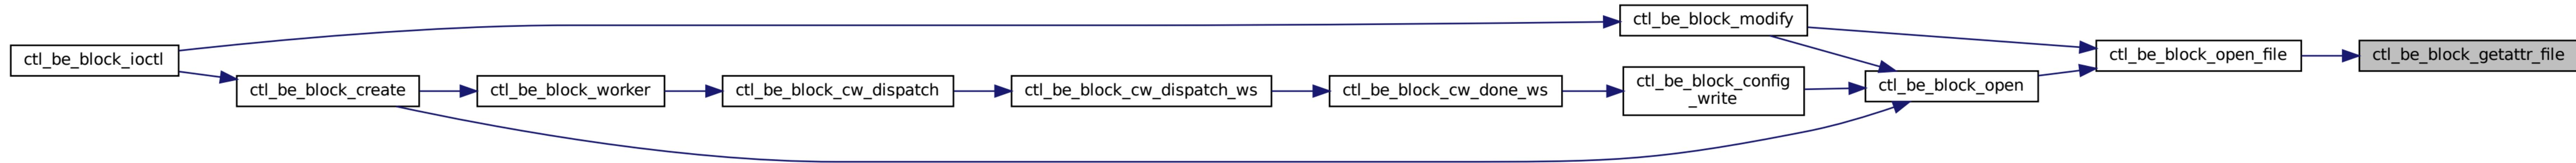 ctl_be_block_ioctl
ctl_be_block_create
ctl_be_block_worker
ctl_be_block_cw_dispatch
ctl_be_block_cw_dispatch_ws
ctl_be_block_cw_done_ws
ctl_be_block_modify
ctl_be_block_config
_write
ctl_be_block_open
ctl_be_block_open_file
ctl_be_block_getattr_file